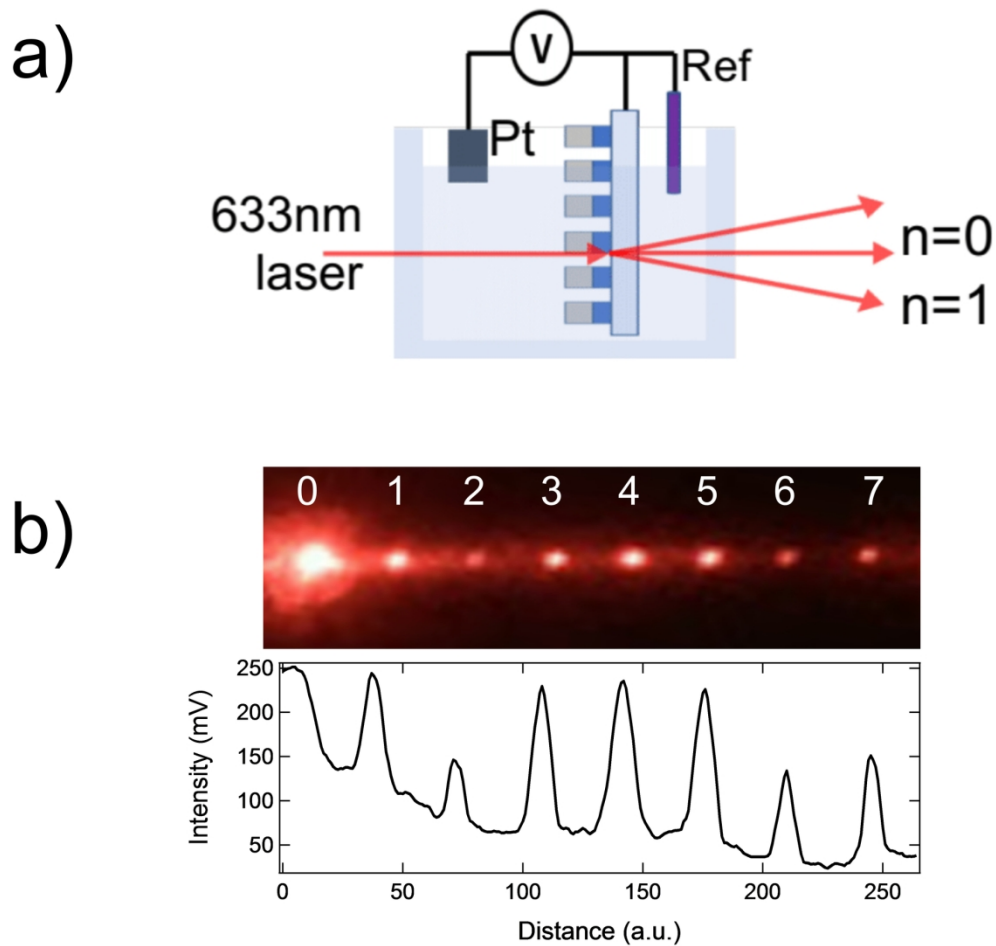 a)
V
Ref
Pt
633nm
laser
n=0
n=1
b)
0 1 2 3 4 5 6 7
250
200
150
100
50
Intensity (mV)
0 50 100 150 200 250
Distance (a.u.)